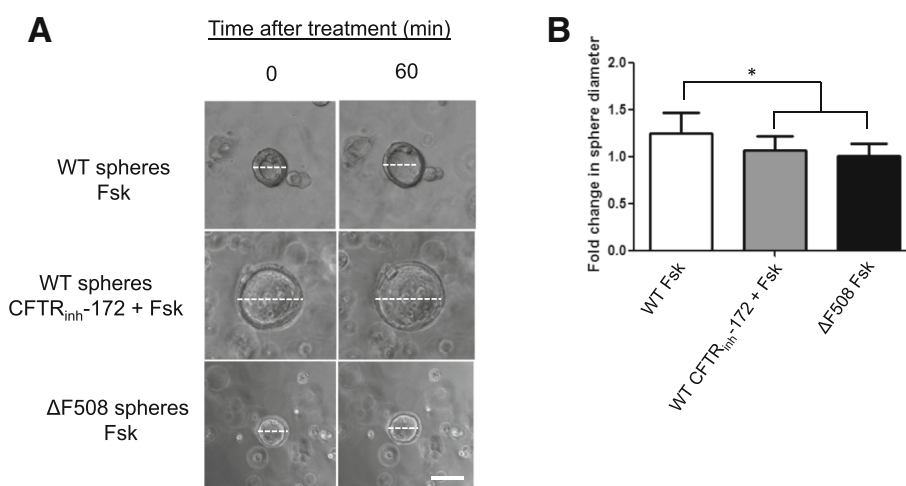 A
Time after treatment (min)
0
60
WT spheres
Fsk
WT spheres
CFTRinh-172 + Fsk
ΔF508 spheres
Fsk
B
Fold change in sphere diameter
2.0
1.5
1.0
0.5
0.0
*
WT Fsk
WT CFTRinh-172 + Fsk
ΔF508 Fsk